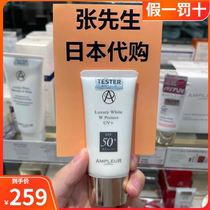 张先生
日本代购
假一罚十
TESTER
Luxury White
W Protect
UV+
SPF
50+
AMPLEUR
¥259